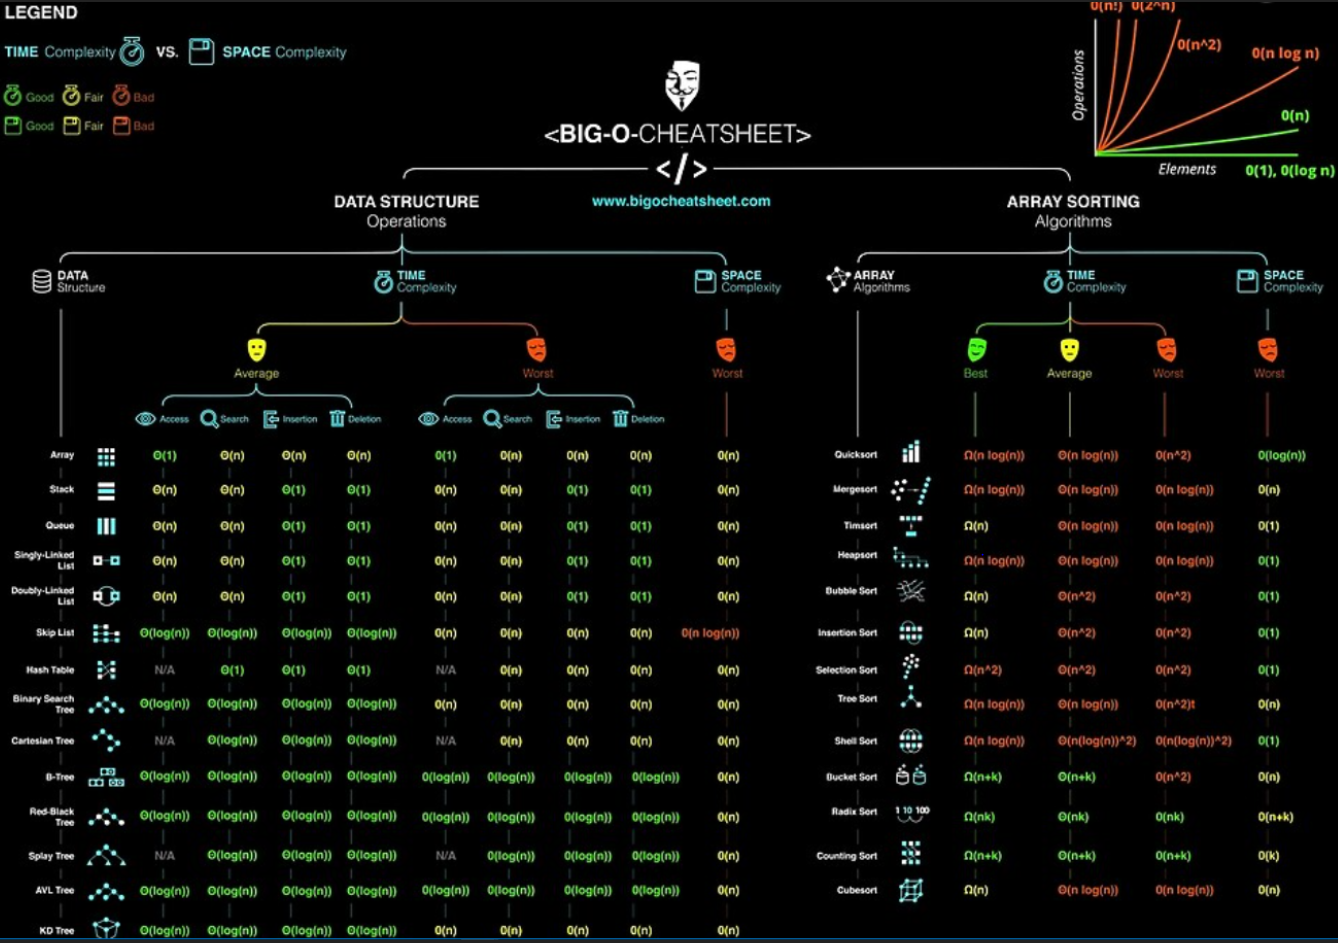 LEGEND
TIME Complexity VS. SPACE Complexity
Good Fair Bad
Good Fair Bad
0(n!) 0(2^n)
0(n^2)
0(n log n)
0(n)
0(1), 0(log n)
Operations
Elements
<BIG-O-CHEATSHEET>
</>
www.bigocheatsheet.com
DATA STRUCTURE
Operations
DATA
Structure
TIME
Complexity
SPACE
Complexity
Average
Worst
Worst
Access Search Insertion Deletion Access Search Insertion Deletion
Array Θ(1) Θ(n) Θ(n) Θ(n) 0(1) 0(n) 0(n) 0(n) 0(n)
Stack Θ(n) Θ(n) Θ(1) Θ(1) 0(n) 0(n) 0(1) 0(1) 0(n)
Queue Θ(n) Θ(n) Θ(1) Θ(1) 0(n) 0(n) 0(1) 0(1) 0(n)
Singly-Linked
List Θ(n) Θ(n) Θ(1) Θ(1) 0(n) 0(n) 0(1) 0(1) 0(n)
Doubly-Linked
List Θ(n) Θ(n) Θ(1) Θ(1) 0(n) 0(n) 0(1) 0(1) 0(n)
Skip List Θ(log(n)) Θ(log(n)) Θ(log(n)) Θ(log(n)) 0(n) 0(n) 0(n) 0(n) 0(n log(n))
Hash Table N/A Θ(1) Θ(1) Θ(1) N/A 0(n) 0(n) 0(n) 0(n)
Binary Search
Tree Θ(log(n)) Θ(log(n)) Θ(log(n)) Θ(log(n)) 0(n) 0(n) 0(n) 0(n) 0(n)
Cartesian Tree N/A Θ(log(n)) Θ(log(n)) Θ(log(n)) N/A 0(n) 0(n) 0(n) 0(n)
B-Tree Θ(log(n)) Θ(log(n)) Θ(log(n)) Θ(log(n)) 0(log(n)) 0(log(n)) 0(log(n)) 0(log(n)) 0(n)
Red-Black
Tree Θ(log(n)) Θ(log(n)) Θ(log(n)) Θ(log(n)) 0(log(n)) 0(log(n)) 0(log(n)) 0(log(n)) 0(n)
Splay Tree N/A Θ(log(n)) Θ(log(n)) Θ(log(n)) N/A 0(log(n)) 0(log(n)) 0(log(n)) 0(n)
AVL Tree Θ(log(n)) Θ(log(n)) Θ(log(n)) Θ(log(n)) 0(log(n)) 0(log(n)) 0(log(n)) 0(log(n)) 0(n)
KD Tree Θ(log(n)) Θ(log(n)) Θ(log(n)) Θ(log(n)) 0(n) 0(n) 0(n) 0(n) 0(n)
ARRAY SORTING
Algorithms
ARRAY
Algorithms
TIME
Complexity
SPACE
Complexity
Best Average Worst Worst
Quicksort Ω(n log(n)) Θ(n log(n)) 0(n^2) 0(log(n))
Mergesort Ω(n log(n)) Θ(n log(n)) 0(n log(n)) 0(n)
Timsort Ω(n) Θ(n log(n)) 0(n log(n)) 0(1)
Heapsort Ω(n log(n)) Θ(n log(n)) 0(n log(n)) 0(1)
Bubble Sort Ω(n) Θ(n^2) 0(n^2) 0(1)
Insertion Sort Ω(n) Θ(n^2) 0(n^2) 0(1)
Selection Sort Ω(n^2) Θ(n^2) 0(n^2) 0(1)
Tree Sort Ω(n log(n)) Θ(n log(n)) 0(n^2)t 0(n)
Shell Sort Ω(n log(n)) Θ(n(log(n))^2) 0(n(log(n))^2) 0(1)
Bucket Sort Ω(n+k) Θ(n+k) 0(n^2) 0(n)
Radix Sort 1 10 100 Ω(nk) Θ(nk) 0(nk) 0(n+k)
Counting Sort Ω(n+k) Θ(n+k) 0(n+k) 0(k)
Cubesort Ω(n) Θ(n log(n)) 0(n log(n)) 0(n)